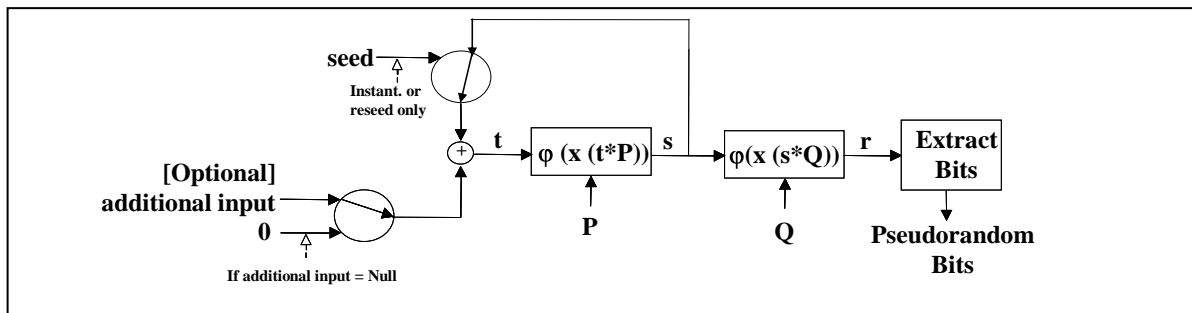 seed
Instant. or
reseed only
[Optional]
additional input
0
If additional input = Null
+
t
φ (x (t*P))
P
s
φ(x (s*Q))
Q
r
Extract
Bits
Pseudorandom
Bits